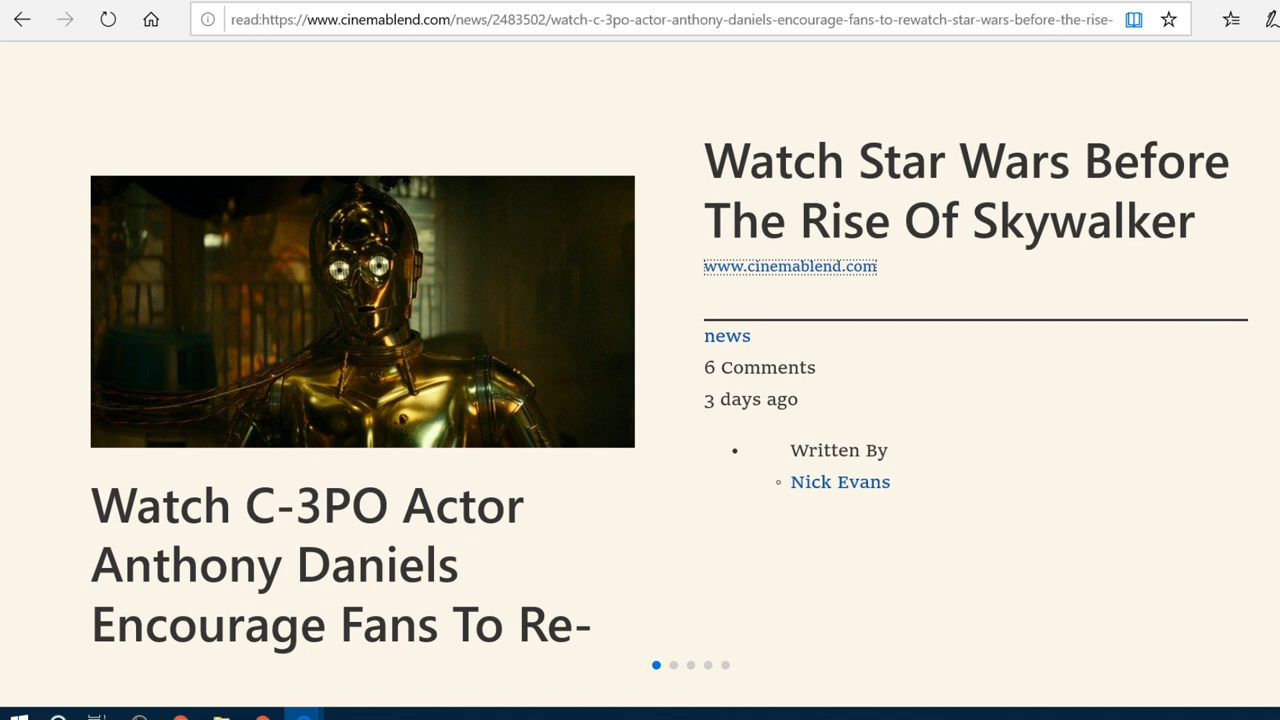 read:https://www.cinemablend.com/news/2483502/watch-c-3po-actor-anthony-daniels-encourage-fans-to-rewatch-star-wars-before-the-rise-
Watch C-3PO Actor
Anthony Daniels
Encourage Fans To Re-
Watch Star Wars Before
The Rise Of Skywalker
www.cinemablend.com
news
6 Comments
3 days ago
• Written By
◦ Nick Evans